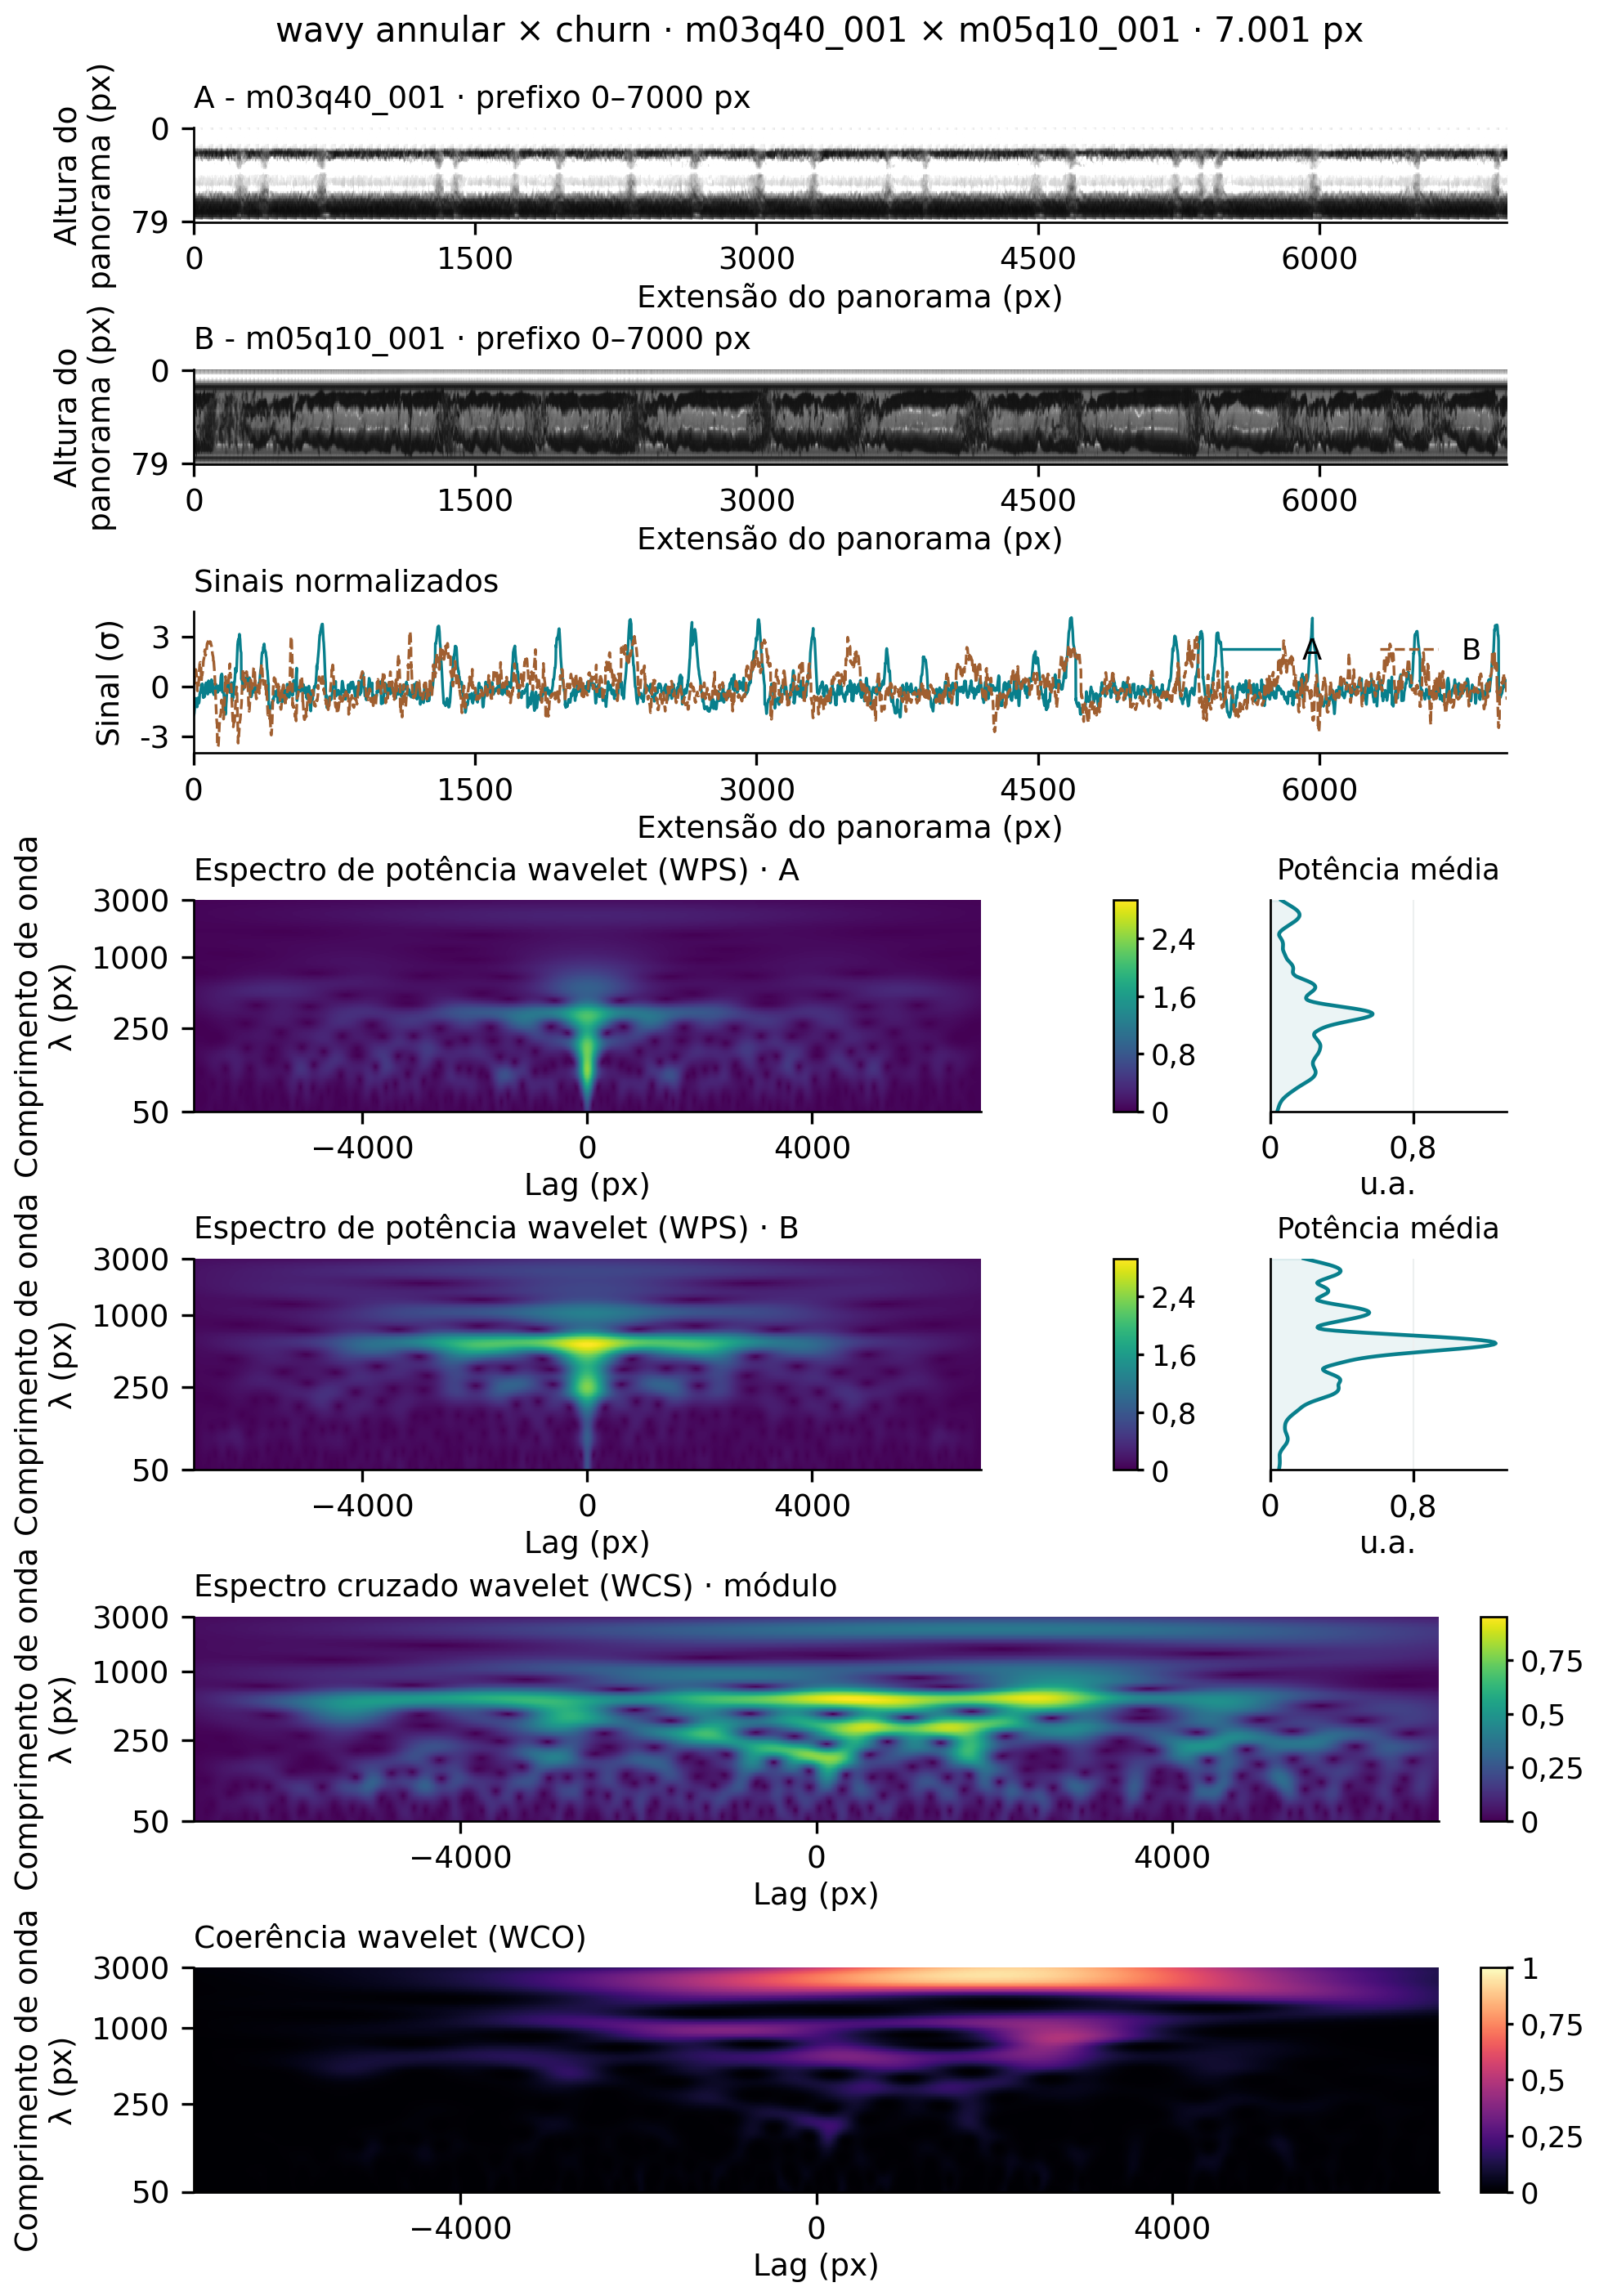 wavy annular × churn · m03q40_001 × m05q10_001 · 7.001 px
A - m03q40_001 · prefixo 0–7000 px
Altura do
panorama (px)
0
79
0 1500 3000 4500 6000
Extensão do panorama (px)
B - m05q10_001 · prefixo 0–7000 px
Altura do
panorama (px)
0
79
0 1500 3000 4500 6000
Extensão do panorama (px)
Sinais normalizados
Sinal (σ)
3
0
-3
A B
0 1500 3000 4500 6000
Extensão do panorama (px)
Espectro de potência wavelet (WPS) · A
Comprimento de onda
λ (px)
3000
1000
250
50
−4000 0 4000
Lag (px)
2,4
1,6
0,8
0
Potência média
0 0,8
u.a.
Espectro de potência wavelet (WPS) · B
Comprimento de onda
λ (px)
3000
1000
250
50
−4000 0 4000
Lag (px)
2,4
1,6
0,8
0
Potência média
0 0,8
u.a.
Espectro cruzado wavelet (WCS) · módulo
Comprimento de onda
λ (px)
3000
1000
250
50
−4000 0 4000
Lag (px)
0,75
0,5
0,25
0
Coerência wavelet (WCO)
Comprimento de onda
λ (px)
3000
1000
250
50
−4000 0 4000
Lag (px)
1
0,75
0,5
0,25
0